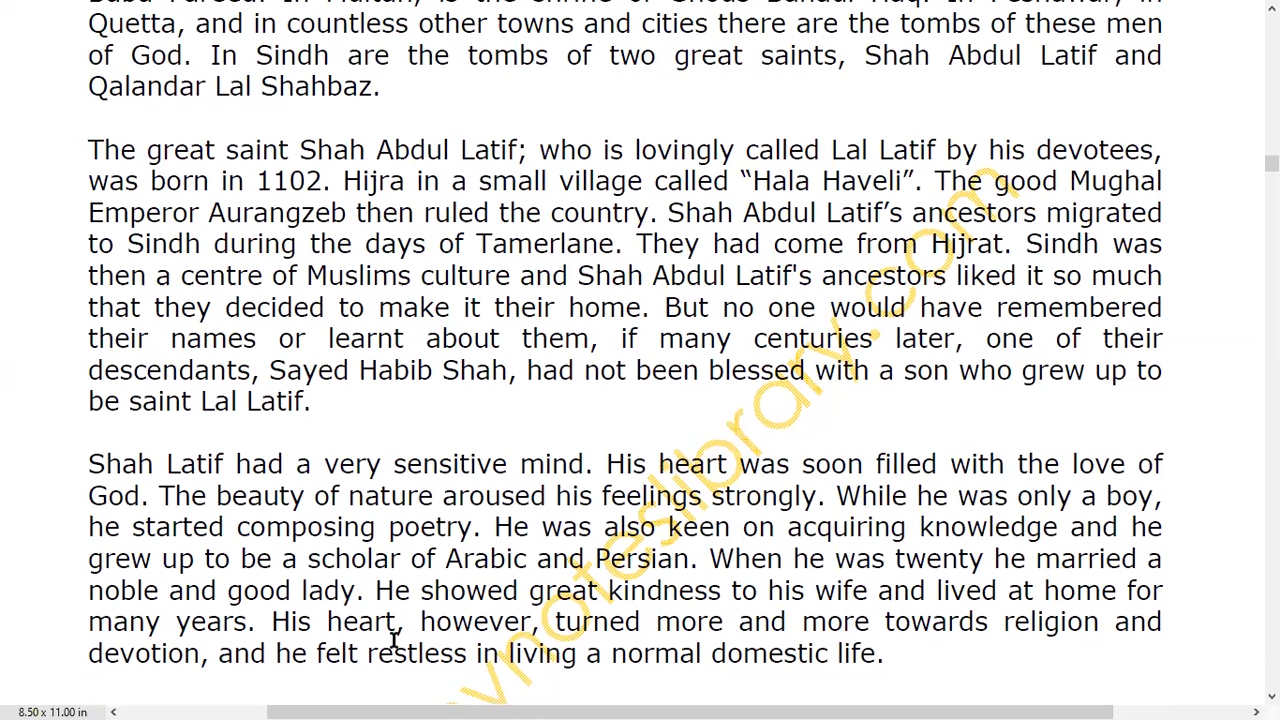 Quetta, and in countless other towns and cities there are the tombs of these men
of God. In Sindh are the tombs of two great saints, Shah Abdul Latif and
Qalandar Lal Shahbaz.
The great saint Shah Abdul Latif; who is lovingly called Lal Latif by his devotees,
was born in 1102. Hijra in a small village called “Hala Haveli”. The good Mughal
Emperor Aurangzeb then ruled the country. Shah Abdul Latif’s ancestors migrated
to Sindh during the days of Tamerlane. They had come from Hijrat. Sindh was
then a centre of Muslims culture and Shah Abdul Latif's ancestors liked it so much
that they decided to make it their home. But no one would have remembered
their names or learnt about them, if many centuries later, one of their
descendants, Sayed Habib Shah, had not been blessed with a son who grew up to
be saint Lal Latif.
Shah Latif had a very sensitive mind. His heart was soon filled with the love of
God. The beauty of nature aroused his feelings strongly. While he was only a boy,
he started composing poetry. He was also keen on acquiring knowledge and he
grew up to be a scholar of Arabic and Persian. When he was twenty he married a
noble and good lady. He showed great kindness to his wife and lived at home for
many years. His heart, however, turned more and more towards religion and
devotion, and he felt restless in living a normal domestic life.
wnoteslibrary.com
8.50 x 11.00 in